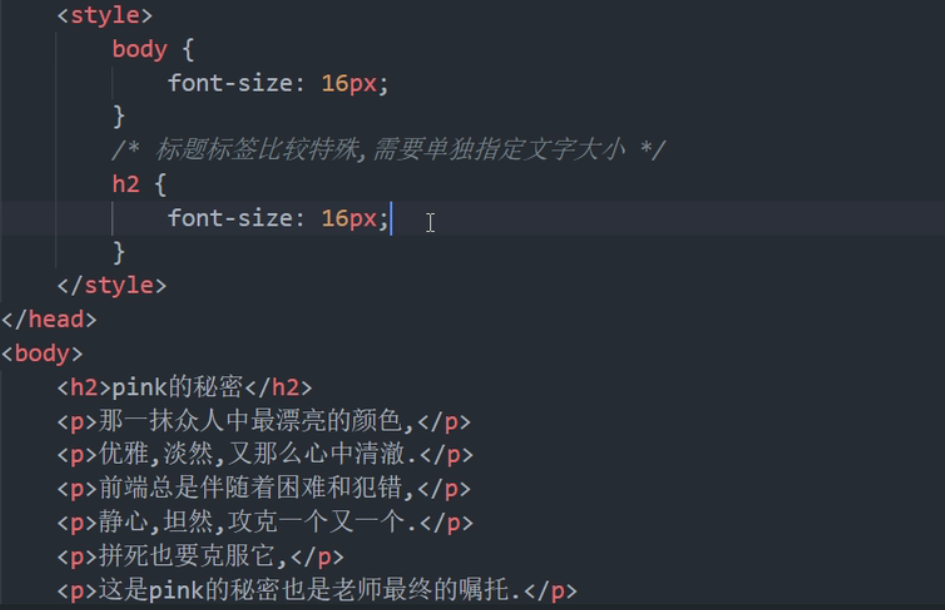 <style>
body {
font-size: 16px;
}
/* 标题标签比较特殊,需要单独指定文字大小 */
h2 {
font-size: 16px;
}
</style>
</head>
<body>
<h2>pink的秘密</h2>
<p>那一抹众人中最漂亮的颜色,</p>
<p>优雅,淡然,又那么心中清澈.</p>
<p>前端总是伴随着困难和犯错,</p>
<p>静心,坦然,攻克一个又一个.</p>
<p>拼死也要克服它,</p>
<p>这是pink的秘密也是老师最终的嘱托.</p>